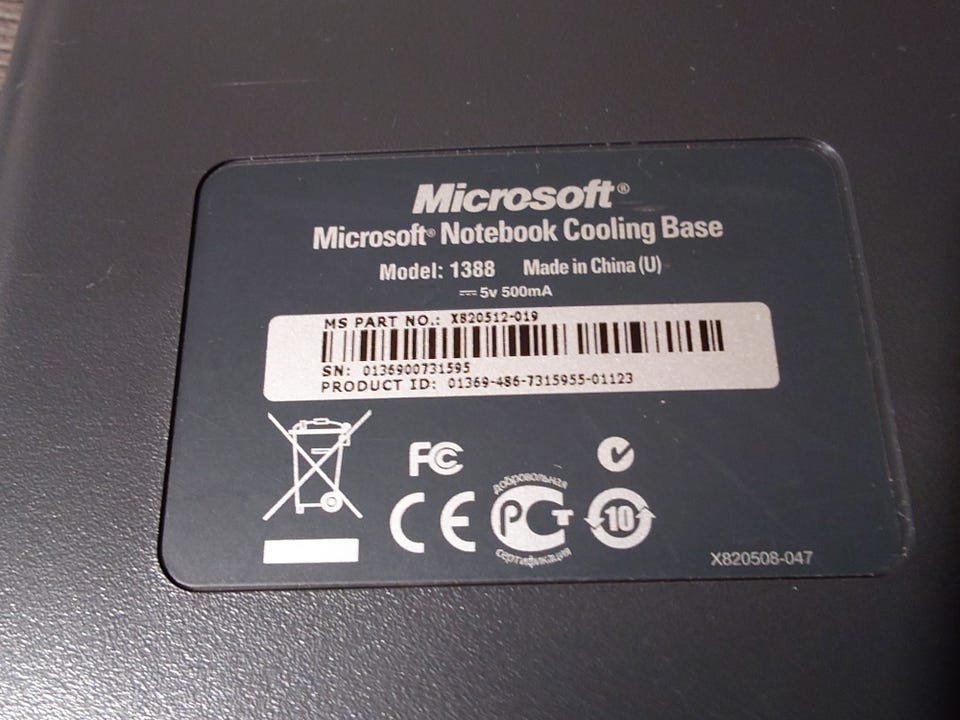 Microsoft®
Microsoft® Notebook Cooling Base
Model: 1388 Made in China (U)
⎓ 5v 500mA
MS PART NO.: X820512-019
SN: 0136900731595
PRODUCT ID: 01369-486-7315955-01123
FC
CE
добровольная
РСТ
сертификация
10
X820508-047